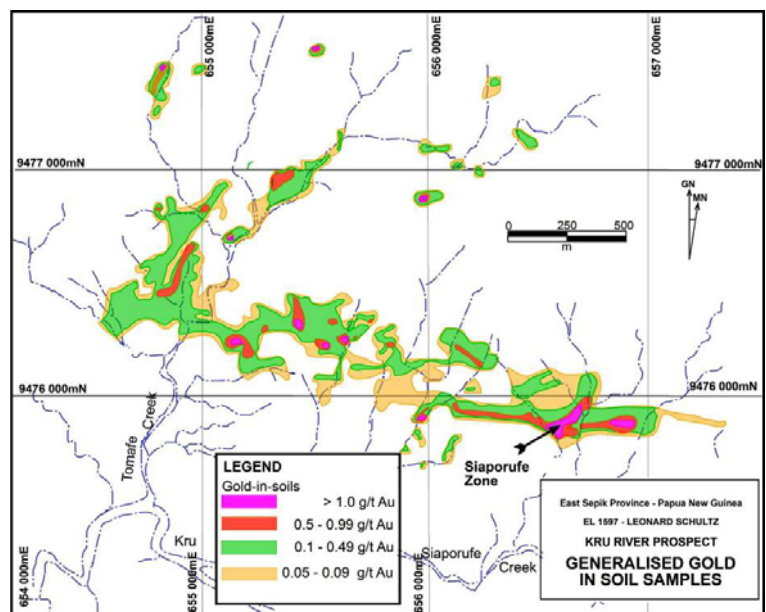 655 000mE
656 000mE
657 000mE
9477 000mN
9477 000mN
GN
MN
0 250 500
m
9476 000mN
9476 000mN
Tomafe Creek
Siaporufe
Zone
LEGEND
Gold-in-soils
> 1.0 g/t Au
0.5 - 0.99 g/t Au
0.1 - 0.49 g/t Au
0.05 - 0.09 g/t Au
Kru
Siaporufe Creek
654 000mE
655 000mE
656 000mE
East Sepik Province - Papua New Guinea
EL 1597 - LEONARD SCHULTZ
KRU RIVER PROSPECT
GENERALISED GOLD
IN SOIL SAMPLES